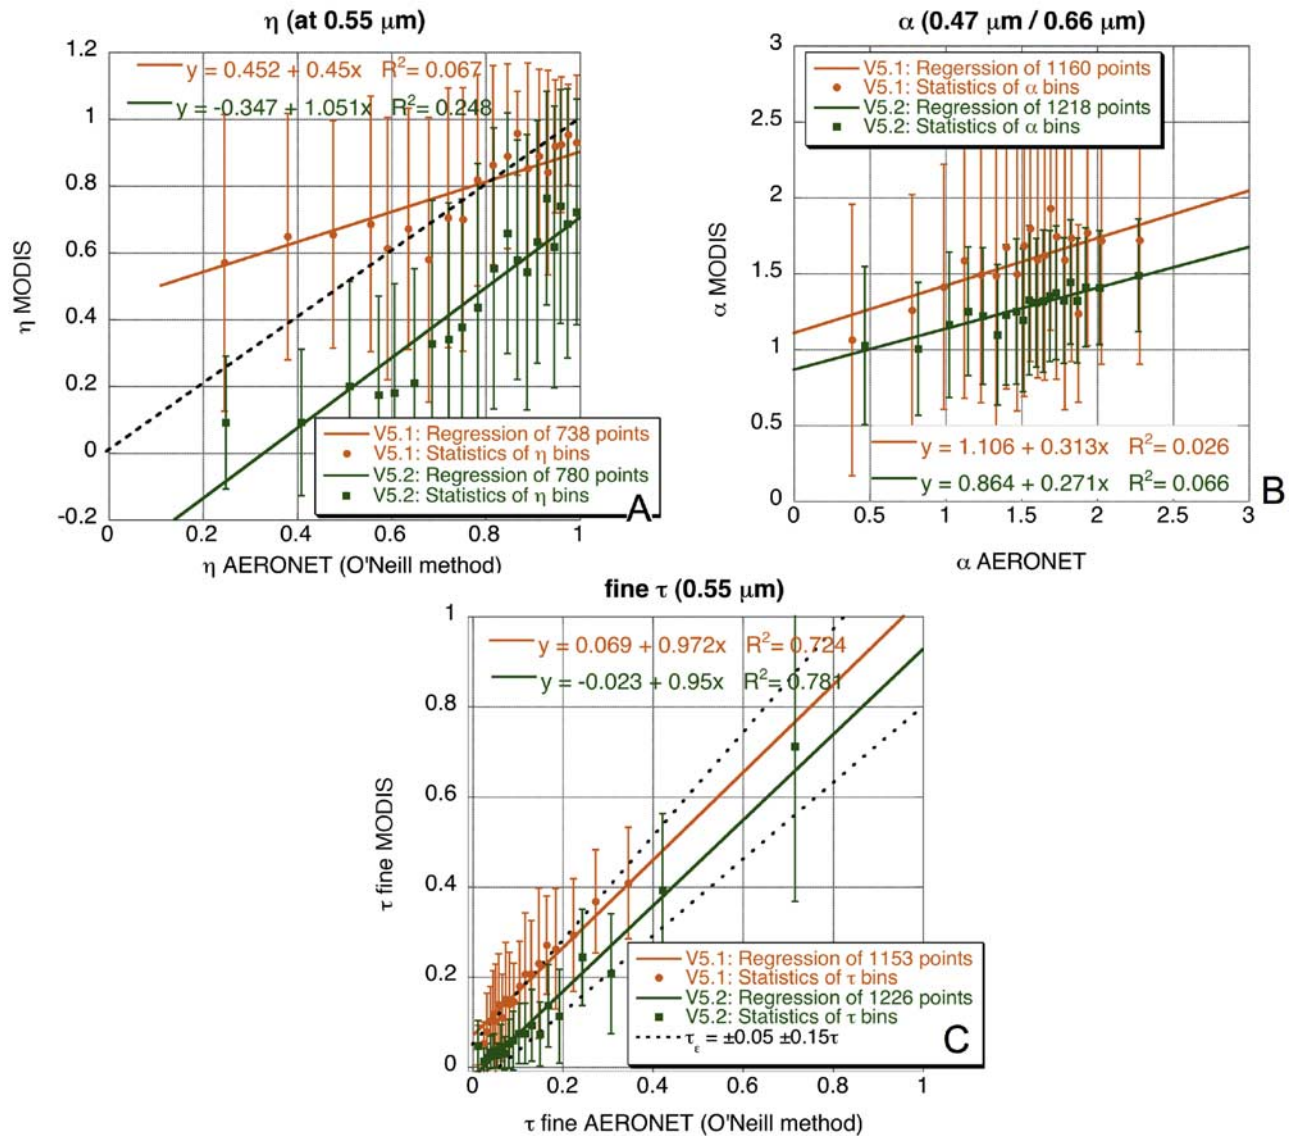 η (at 0.55 μm)
1.2
1
0.8
0.6
0.4
0.2
0
-0.2
η MODIS
y = 0.452 + 0.45x R²= 0.067
y = -0.347 + 1.051x R²= 0.248
V5.1: Regression of 738 points
V5.1: Statistics of η bins
V5.2: Regression of 780 points
V5.2: Statistics of η bins
A
0 0.2 0.4 0.6 0.8 1
η AERONET (O'Neill method)
α (0.47 μm / 0.66 μm)
3
2.5
2
1.5
1
0.5
0
α MODIS
V5.1: Regerssion of 1160 points
V5.1: Statistics of α bins
V5.2: Regression of 1218 points
V5.2: Statistics of α bins
y = 1.106 + 0.313x R²= 0.026
y = 0.864 + 0.271x R²= 0.066
B
0 0.5 1 1.5 2 2.5 3
α AERONET
fine τ (0.55 μm)
1
0.8
0.6
0.4
0.2
0
τ fine MODIS
y = 0.069 + 0.972x R²= 0.724
y = -0.023 + 0.95x R²= 0.781
V5.1: Regression of 1153 points
V5.1: Statistics of τ bins
V5.2: Regression of 1226 points
V5.2: Statistics of τ bins
τε = ±0.05 ±0.15τ
C
0 0.2 0.4 0.6 0.8 1
τ fine AERONET (O'Neill method)